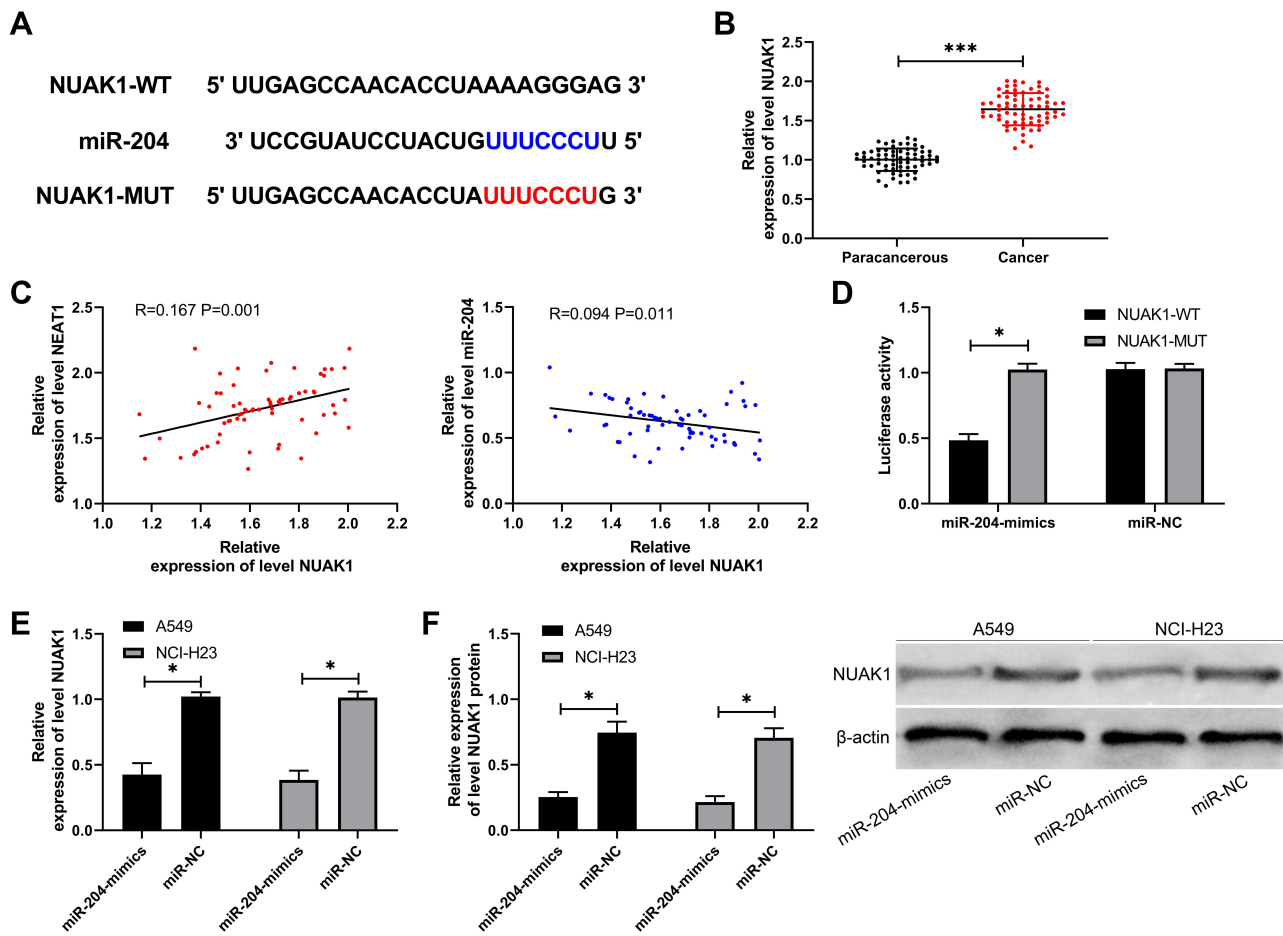 A
NUAK1-WT 5' UUGAGCCAACACCUAAAAGGGAG 3'
miR-204 3' UCCGUAUCCUACUGUUUCCCUU 5'
NUAK1-MUT 5' UUGAGCCAACACCUAUUUCCCUG 3'
B
Relative
expression of level NUAK1
2.5
2.0
1.5
1.0
0.5
0.0
***
Paracancerous Cancer
C
Relative
expression of level NEAT1
2.5
2.0
1.5
1.0
R=0.167 P=0.001
1.0 1.2 1.4 1.6 1.8 2.0 2.2
Relative
expression of level NUAK1
Relative
expression of level miR-204
1.5
1.0
0.5
0.0
R=0.094 P=0.011
1.0 1.2 1.4 1.6 1.8 2.0 2.2
Relative
expression of level NUAK1
D
Luciferase activity
1.5
1.0
0.5
0.0
NUAK1-WT
NUAK1-MUT
*
miR-204-mimics miR-NC
E
Relative
expression of level NUAK1
1.5
1.0
0.5
0.0
A549
NCI-H23
*
*
miR-204-mimics
miR-NC
miR-204-mimics
miR-NC
F
Relative expression
of level NUAK1 protein
1.5
1.0
0.5
0.0
A549
NCI-H23
*
*
miR-204-mimics
miR-NC
miR-204-mimics
miR-NC
A549 NCI-H23
NUAK1
β-actin
miR-204-mimics
miR-NC
miR-204-mimics
miR-NC